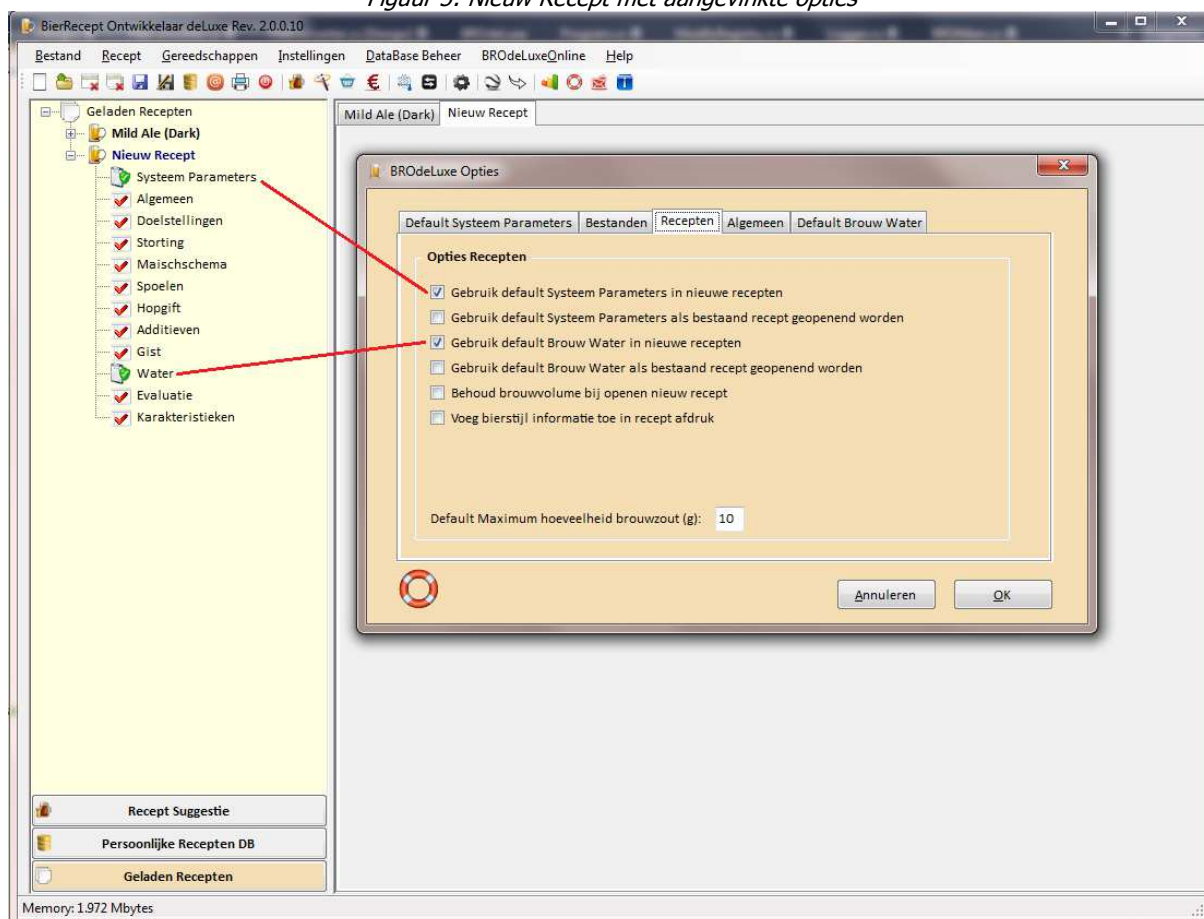 Figuur 5: Nieuw Recept met aangevinkte opties
BierRecept Ontwikkelaar deLuxe Rev. 2.0.0.10
Bestand Recept Gereedschappen Instellingen DataBase Beheer BROdeLuxeOnline Help
Geladen Recepten
Mild Ale (Dark)
Nieuw Recept
Systeem Parameters
Algemeen
Doelstellingen
Storting
Maischschema
Spoelen
Hopgift
Additieven
Gist
Water
Evaluatie
Karakteristieken
Mild Ale (Dark) Nieuw Recept
BROdeLuxe Opties
Default Systeem Parameters Bestanden Recepten Algemeen Default Brouw Water
Opties Recepten
Gebruik default Systeem Parameters in nieuwe recepten
Gebruik default Systeem Parameters als bestaand recept geopenend worden
Gebruik default Brouw Water in nieuwe recepten
Gebruik default Brouw Water als bestaand recept geopenend worden
Behoud brouwvolume bij openen nieuw recept
Voeg bierstijl informatie toe in recept afdruk
Default Maximum hoeveelheid brouwzout (g): 10
Annuleren OK
Recept Suggestie
Persoonlijke Recepten DB
Geladen Recepten
Memory: 1.972 Mbytes